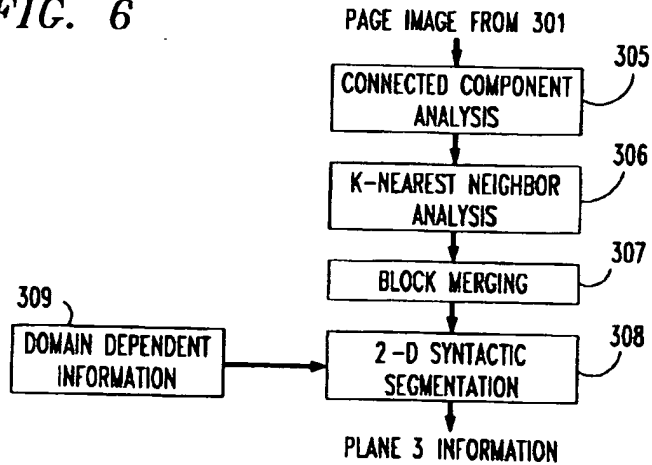 FIG. 6
PAGE IMAGE FROM 301
305
CONNECTED COMPONENT
ANALYSIS
306
K-NEAREST NEIGHBOR
ANALYSIS
307
BLOCK MERGING
309
DOMAIN DEPENDENT
INFORMATION
308
2-D SYNTACTIC
SEGMENTATION
PLANE 3 INFORMATION